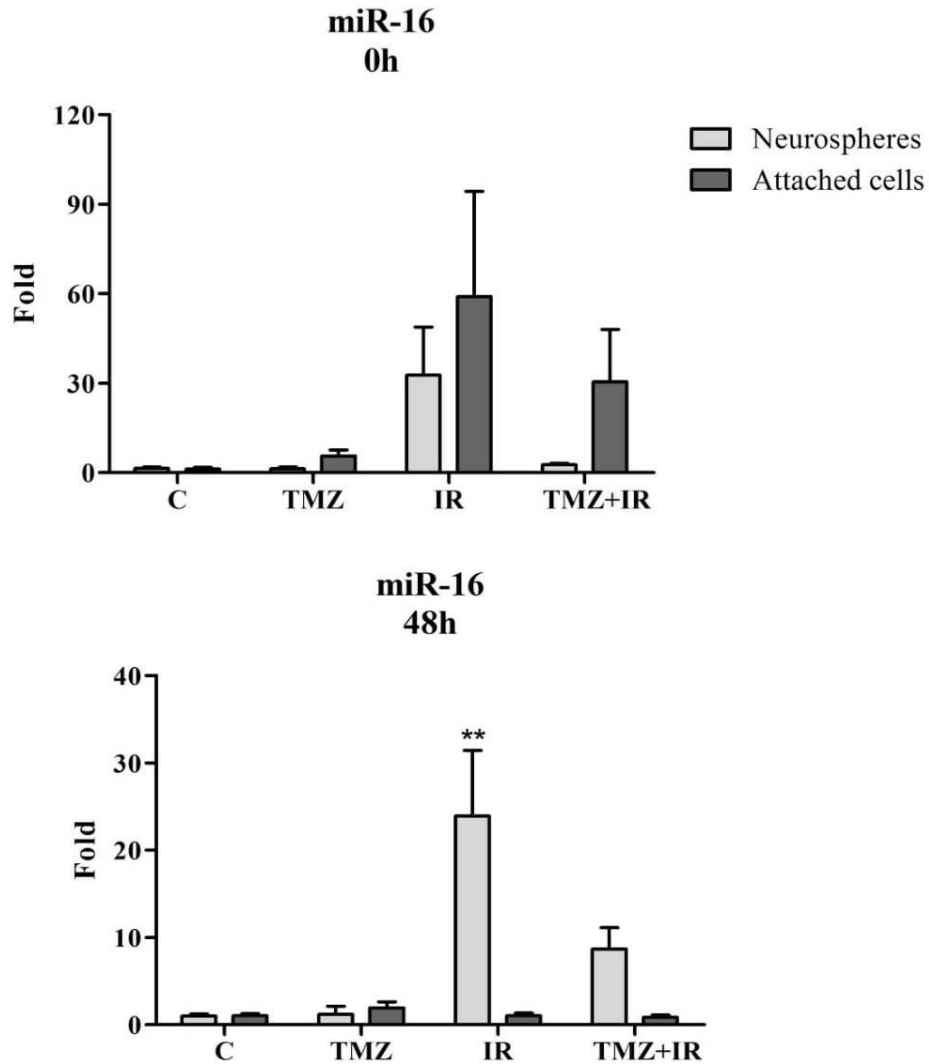 miR-16
0h
120
90
60
30
0
Fold
C TMZ IR TMZ+IR
Neurospheres
Attached cells
miR-16
48h
40
30
20
10
0
Fold
**
C TMZ IR TMZ+IR